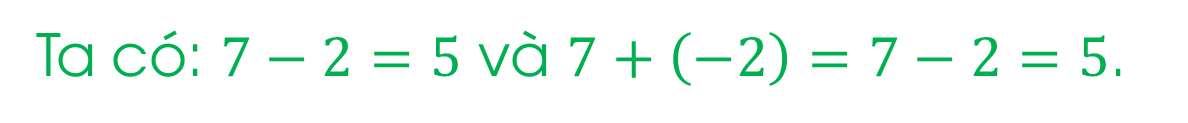 Ta có: 7 − 2 = 5 và 7 + (−2) = 7 − 2 = 5.